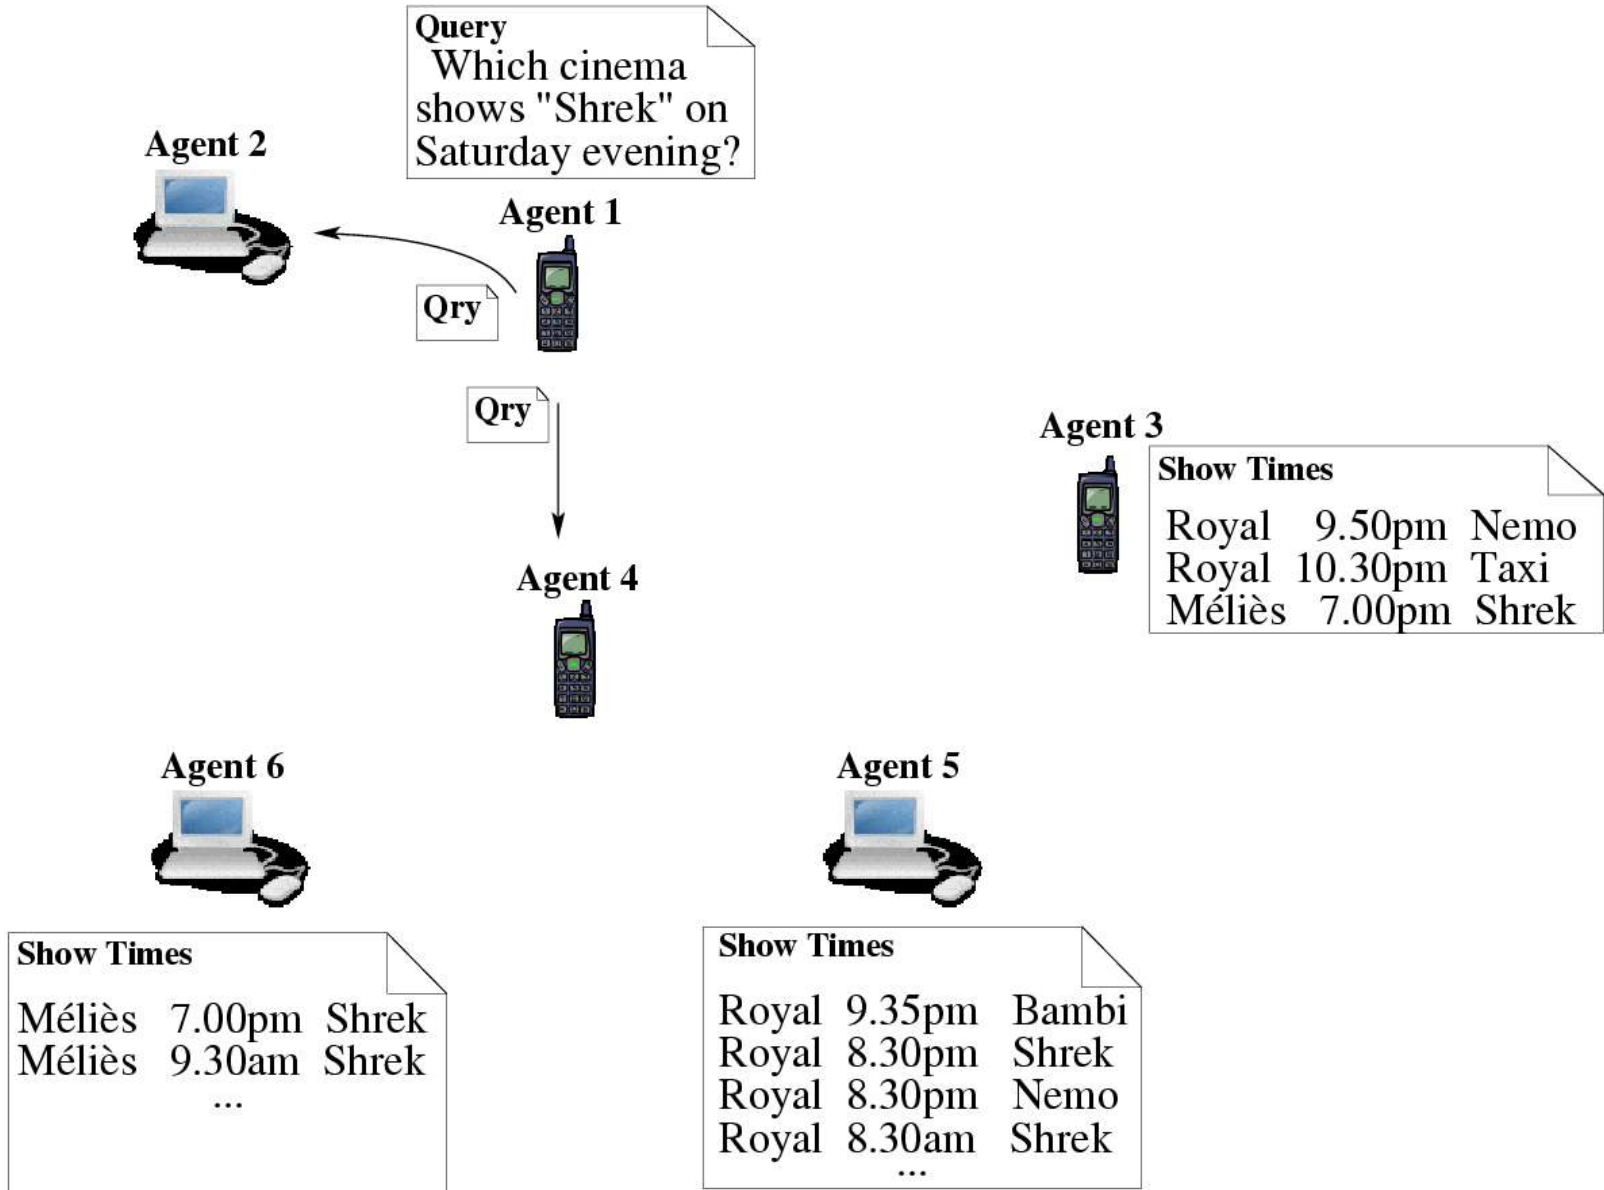 Query
Which cinema
shows "Shrek" on
Saturday evening?
Agent 2
Agent 1
Qry
Qry
Agent 3
Show Times
Royal 9.50pm Nemo
Royal 10.30pm Taxi
Méliès 7.00pm Shrek
Agent 4
Agent 6
Agent 5
Show Times
Méliès 7.00pm Shrek
Méliès 9.30am Shrek
...
Show Times
Royal 9.35pm Bambi
Royal 8.30pm Shrek
Royal 8.30pm Nemo
Royal 8.30am Shrek
...